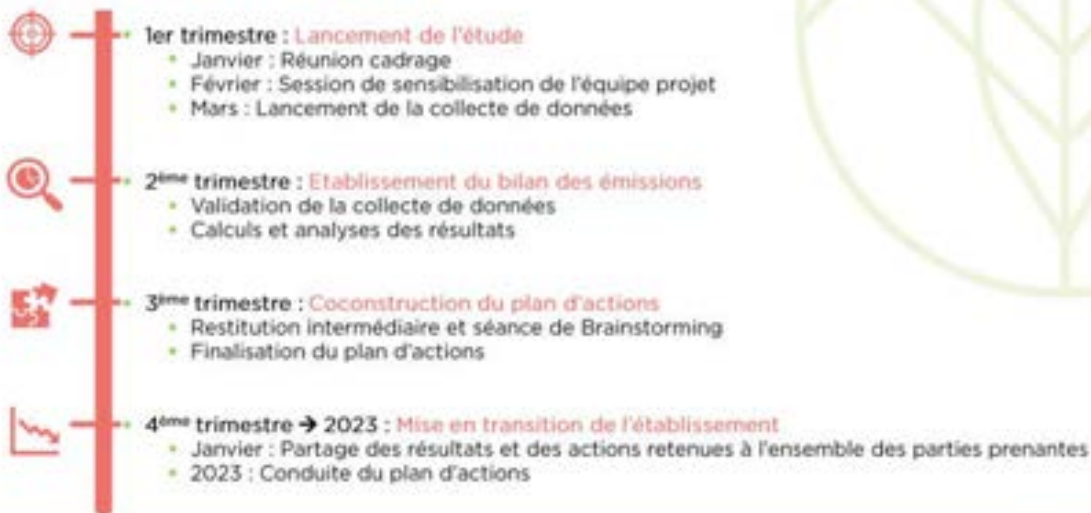 1er trimestre : Lancement de l'étude
• Janvier : Réunion cadrage
• Février : Session de sensibilisation de l'équipe projet
• Mars : Lancement de la collecte de données
2ème trimestre : Etablissement du bilan des émissions
• Validation de la collecte de données
• Calculs et analyses des résultats
3ème trimestre : Coconstruction du plan d'actions
• Restitution intermédiaire et séance de Brainstorming
• Finalisation du plan d'actions
4ème trimestre → 2023 : Mise en transition de l'établissement
• Janvier : Partage des résultats et des actions retenues à l'ensemble des parties prenantes
• 2023 : Conduite du plan d'actions